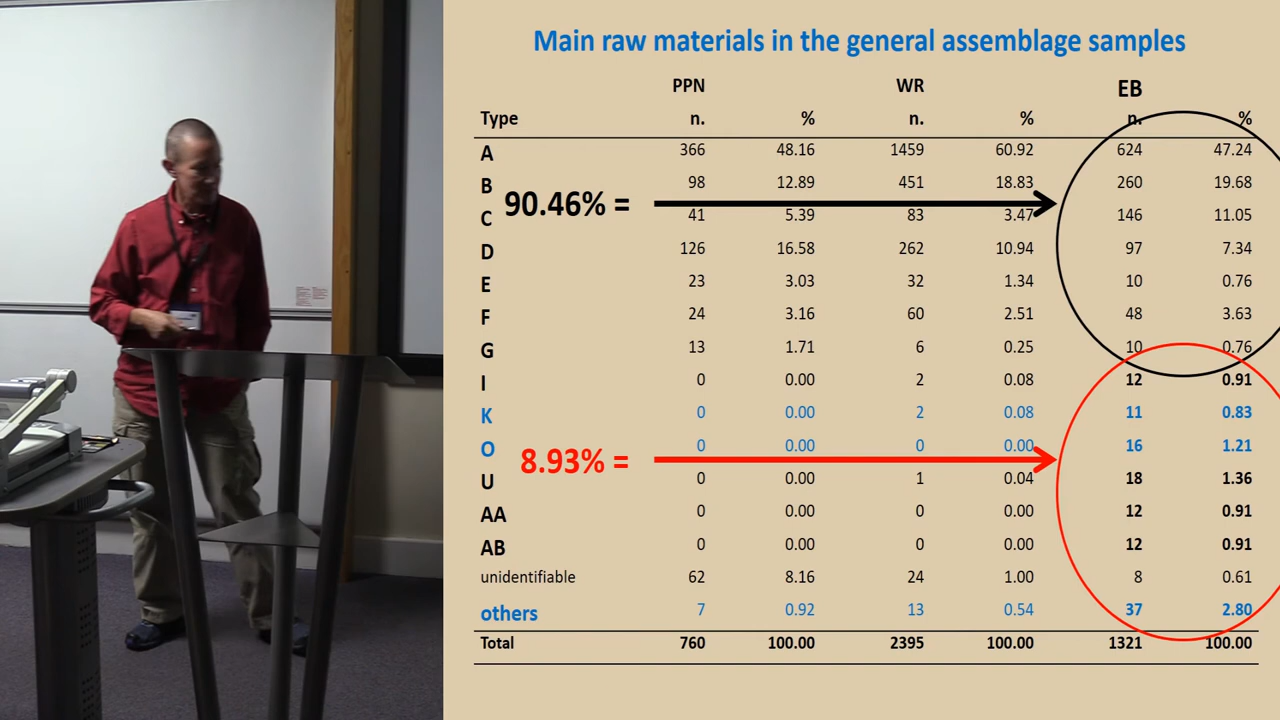 Main raw materials in the general assemblage samples
PPN WR EB
Type n. % n. % n. %
A 366 48.16 1459 60.92 624 47.24
B 98 12.89 451 18.83 260 19.68
90.46% =
C 41 5.39 83 3.47 146 11.05
D 126 16.58 262 10.94 97 7.34
E 23 3.03 32 1.34 10 0.76
F 24 3.16 60 2.51 48 3.63
G 13 1.71 6 0.25 10 0.76
I 0 0.00 2 0.08 12 0.91
K 0 0.00 2 0.08 11 0.83
O 0 0.00 0 0.00 16 1.21
8.93% =
U 0 0.00 1 0.04 18 1.36
AA 0 0.00 0 0.00 12 0.91
AB 0 0.00 0 0.00 12 0.91
unidentifiable 62 8.16 24 1.00 8 0.61
others 7 0.92 13 0.54 37 2.80
Total 760 100.00 2395 100.00 1321 100.00